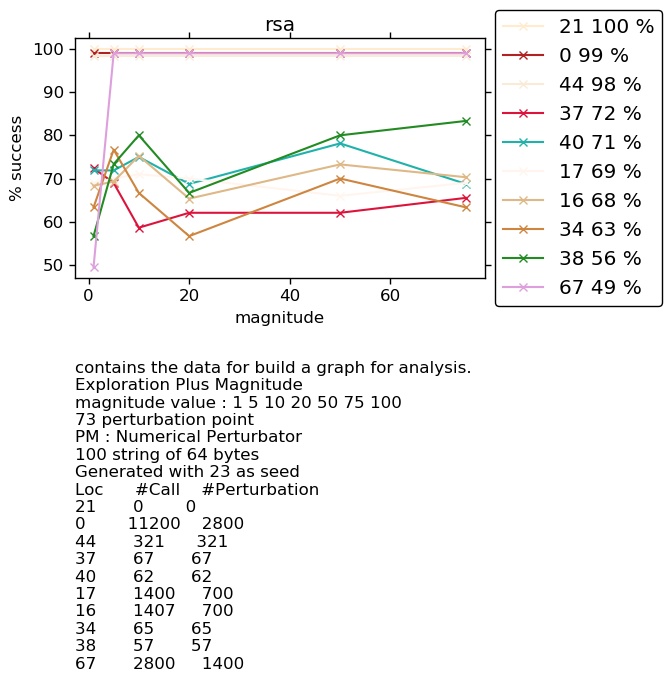 rsa
100
90
80
70
60
50
% success
0 20 40 60
magnitude
21 100 %
0 99 %
44 98 %
37 72 %
40 71 %
17 69 %
16 68 %
34 63 %
38 56 %
67 49 %
contains the data for build a graph for analysis.
Exploration Plus Magnitude
magnitude value : 1 5 10 20 50 75 100
73 perturbation point
PM : Numerical Perturbator
100 string of 64 bytes
Generated with 23 as seed
Loc #Call #Perturbation
21 0 0
0 11200 2800
44 321 321
37 67 67
40 62 62
17 1400 700
16 1407 700
34 65 65
38 57 57
67 2800 1400